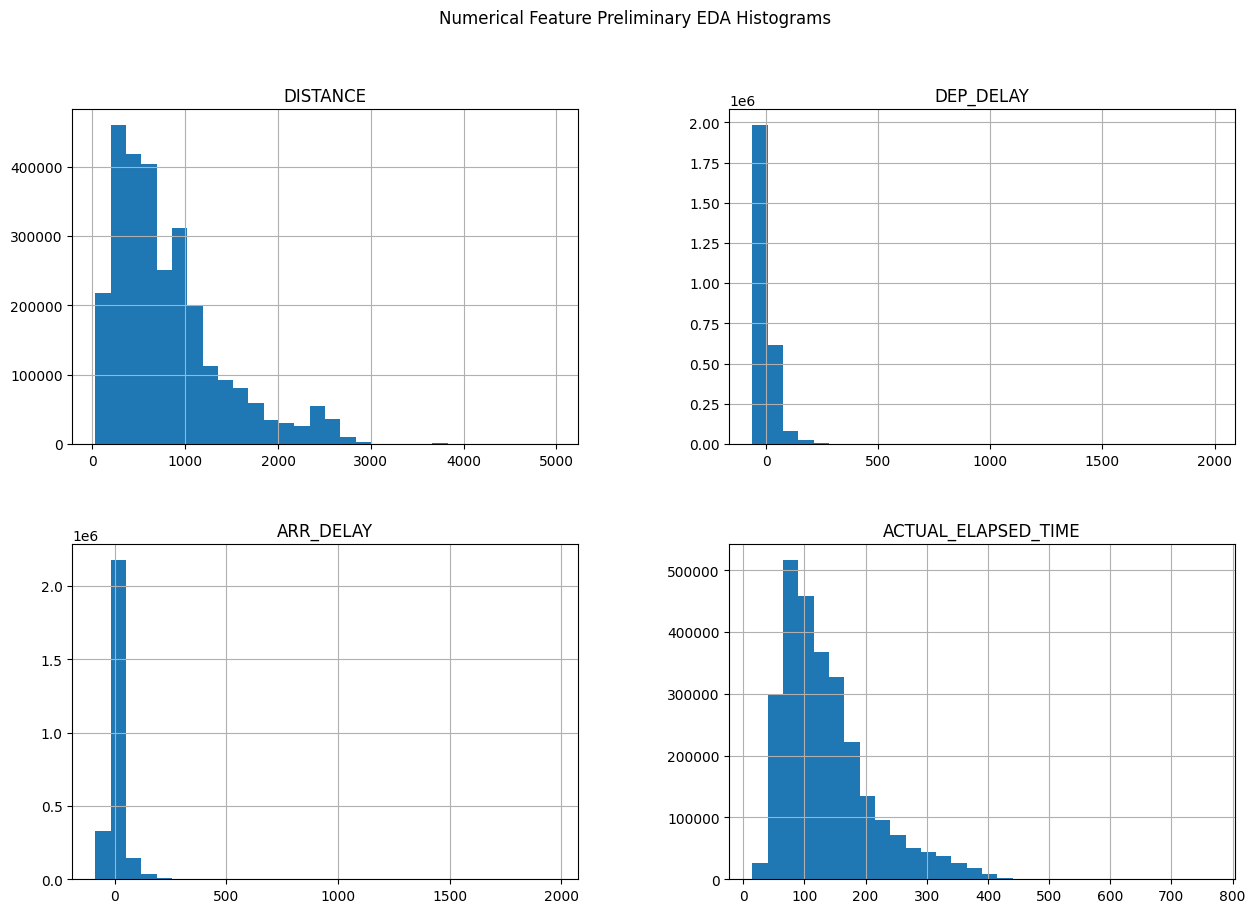 Numerical Feature Preliminary EDA Histograms
DISTANCE
400000
300000
200000
100000
0
0 1000 2000 3000 4000 5000
DEP_DELAY
1e6
2.00
1.75
1.50
1.25
1.00
0.75
0.50
0.25
0.00
0 500 1000 1500 2000
ARR_DELAY
1e6
2.0
1.5
1.0
0.5
0.0
0 500 1000 1500 2000
ACTUAL_ELAPSED_TIME
500000
400000
300000
200000
100000
0
0 100 200 300 400 500 600 700 800